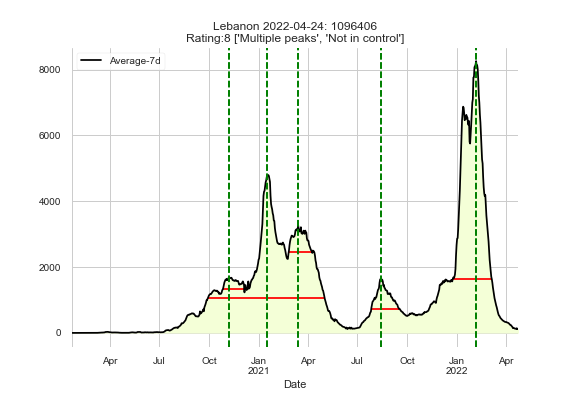 Lebanon 2022-04-24: 1096406
Rating:8 ['Multiple peaks', 'Not in control']
Average-7d
8000
6000
4000
2000
0
Apr Jul Oct Jan Apr Jul Oct Jan Apr
2021 2022
Date